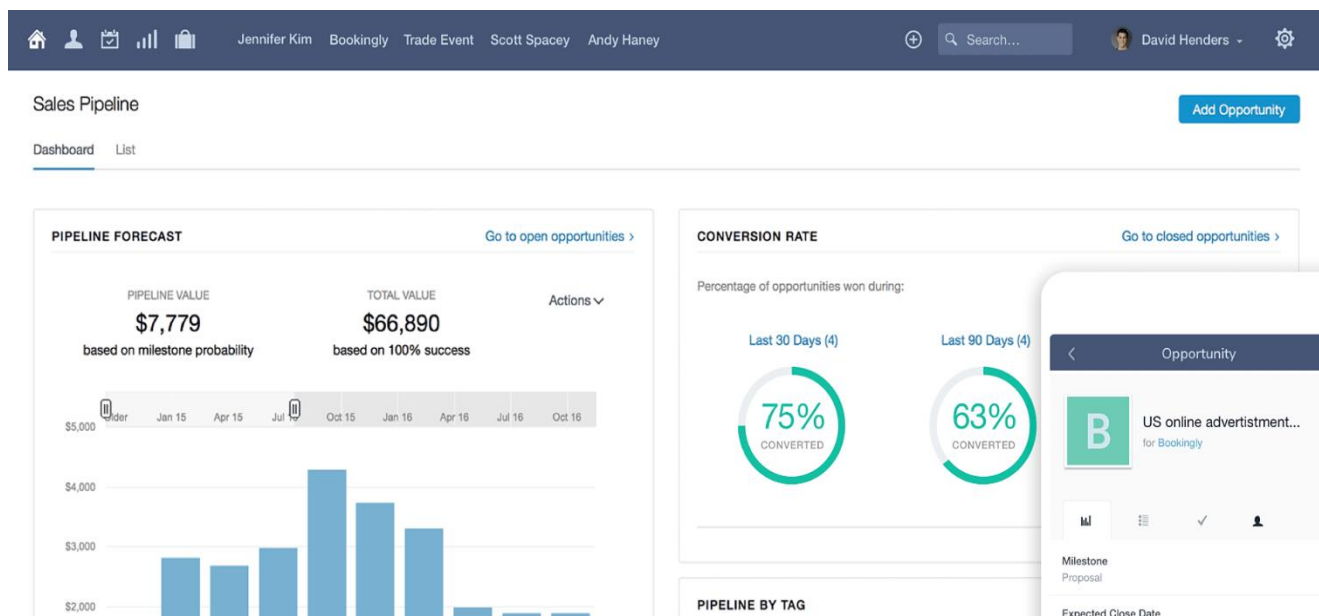 Jennifer Kim Bookingly Trade Event Scott Spacey Andy Haney Search... David Henders
Sales Pipeline
Add Opportunity
Dashboard List
PIPELINE FORECAST Go to open opportunities >
PIPELINE VALUE TOTAL VALUE Actions
$7,779 $66,890
based on milestone probability based on 100% success
Jan 15 Apr 15 Jul Oct 15 Jan 16 Apr 16 Jul 16 Oct 16
$5,000
$4,000
$3,000
$2,000
CONVERSION RATE Go to closed opportunities >
Percentage of opportunities won during:
Last 30 Days (4) Last 90 Days (4)
75% 63%
CONVERTED CONVERTED
PIPELINE BY TAG
Opportunity
B
US online advertistment...
for Bookingly
Milestone
Proposal
Expected Close Date